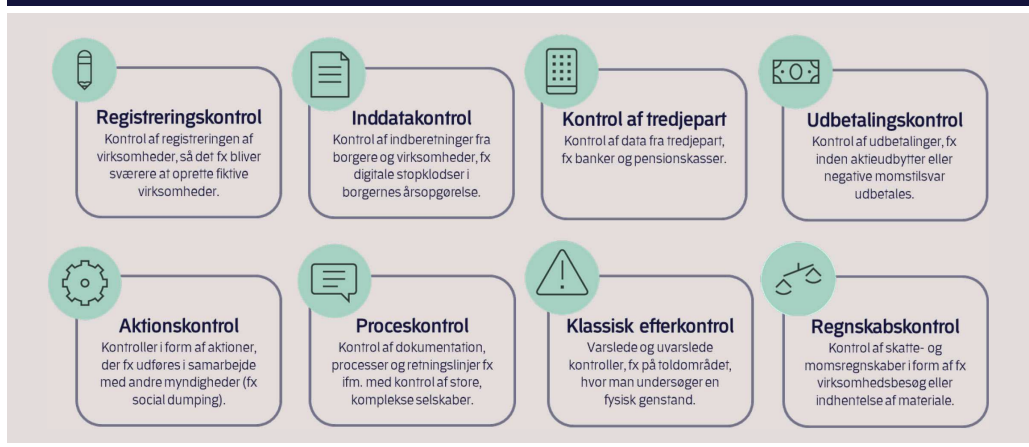 Registreringskontrol
Kontrol af registreringen af
virksomheder, så det fx bliver
sværere at oprette fiktive
virksomheder.
Inddatakontrol
Kontrol af indberetninger fra
borgere og virksomheder, fx
digitale stopklodser i
borgernes årsopgørelse.
Kontrol af tredjepart
Kontrol af data fra tredjepart,
fx banker og pensionskasser.
Udbetalingskontrol
Kontrol af udbetalinger, fx
inden aktieudbytter eller
negative momstilsvar
udbetales.
Aktionskontrol
Kontroller i form af aktioner,
der fx udføres i samarbejde
med andre myndigheder (fx
social dumping).
Proceskontrol
Kontrol af dokumentation,
processer og retningslinjer fx
ifm. med kontrol af store,
komplekse selskaber.
Klassisk efterkontrol
Varslede og uvarslede
kontroller, fx på toldområdet,
hvor man undersøger en
fysisk genstand.
Regnskabskontrol
Kontrol af skatte- og
momsregnskaber i form af fx
virksomhedsbesøg eller
indhentelse af materiale.